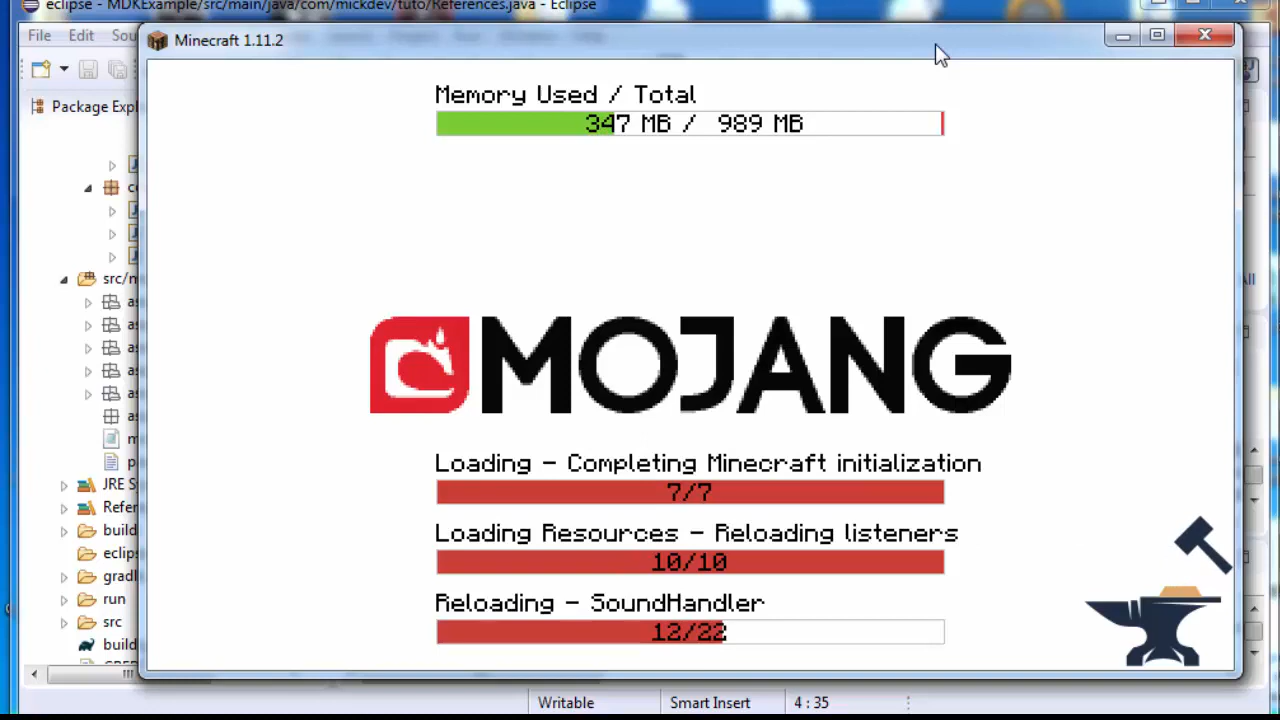 eclipse - MDKExample/src/main/java/com/mickdev/tuto/References.java - Eclipse
File Edit Sou
Minecraft 1.11.2
Package Expl
Memory Used / Total
347 MB / 989 MB
src/m
MOJANG
Loading - Completing Minecraft initialization
7/7
JRE S
Refer
Loading Resources - Reloading listeners
build
eclips
10/10
gradl
run
Reloading - SoundHandler
src
12/22
build
Writable Smart Insert 4 : 35